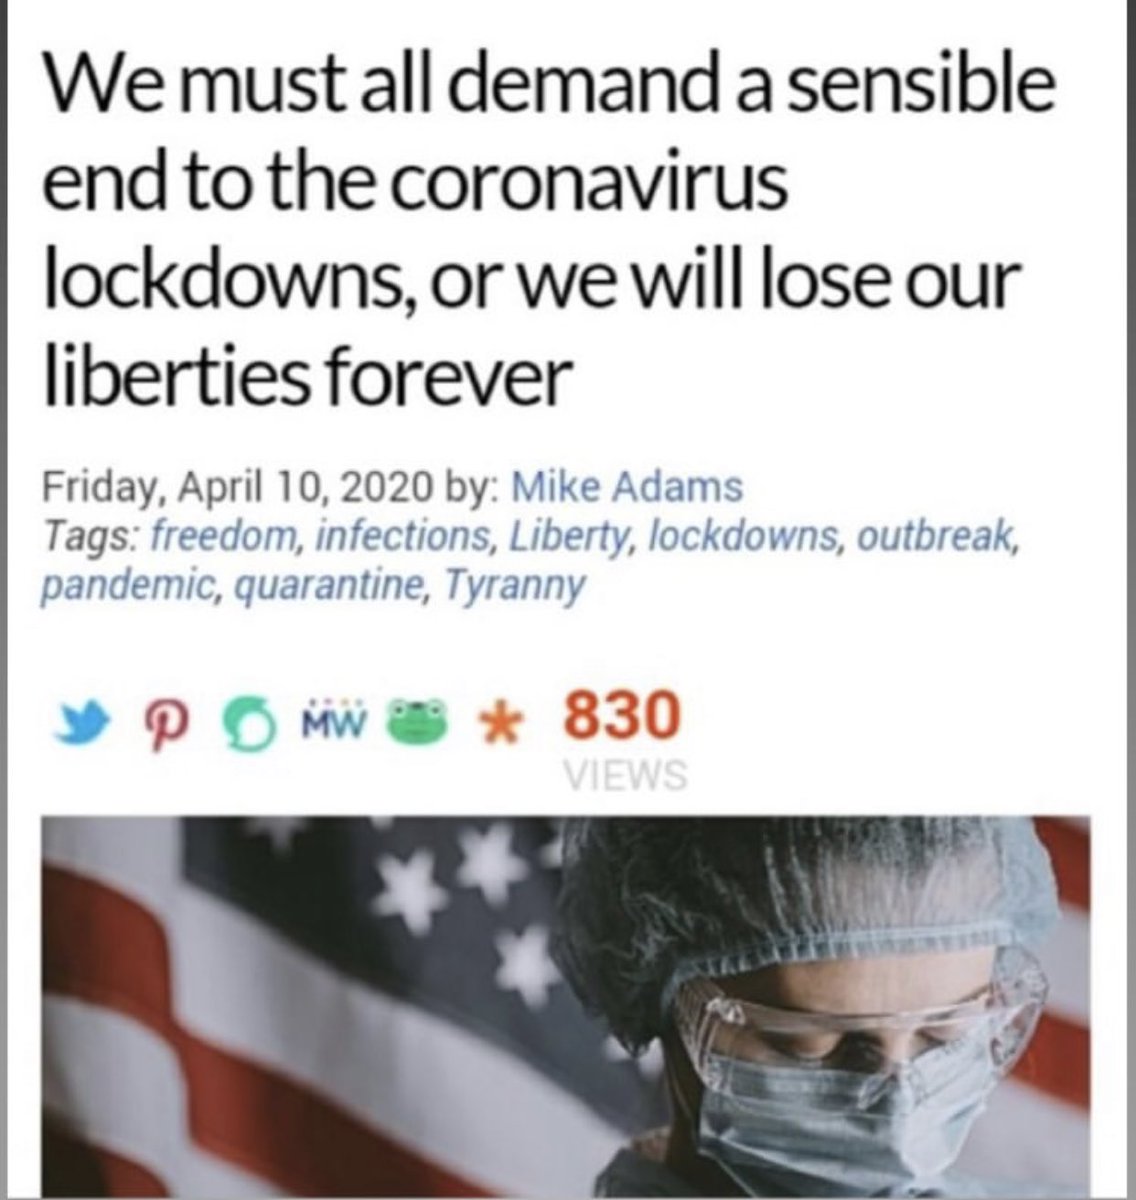 We must all demand a sensible
end to the coronavirus
lockdowns, or we will lose our
liberties forever
Friday, April 10, 2020 by: Mike Adams
Tags: freedom, infections, Liberty, lockdowns, outbreak,
pandemic, quarantine, Tyranny
MW
830
VIEWS